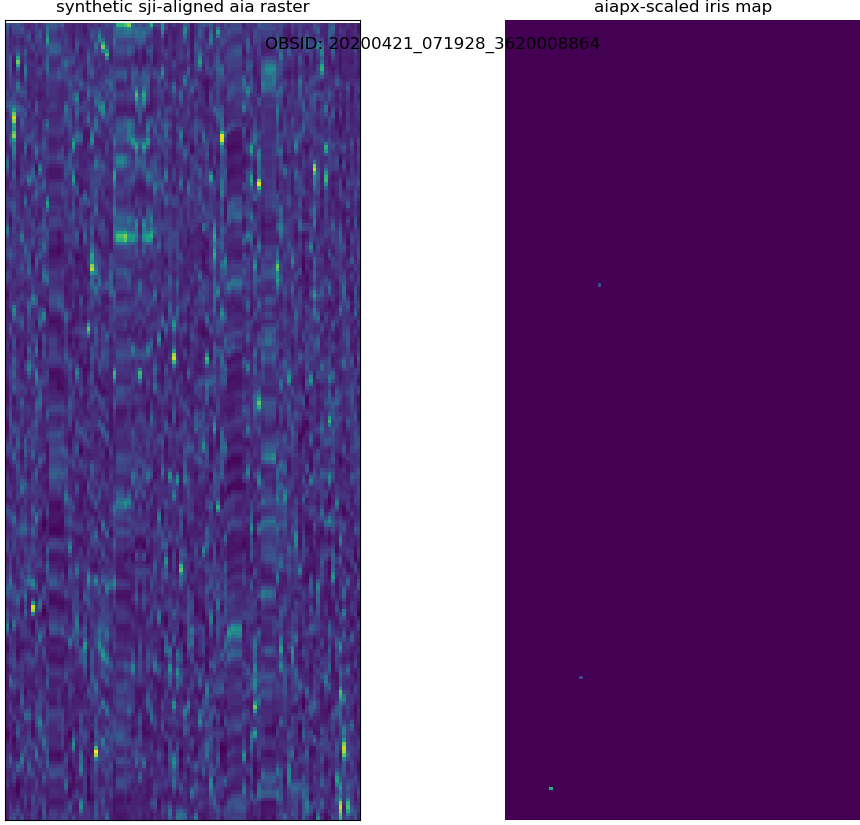 synthetic sji-aligned aia raster
aiapx-scaled iris map
OBSID: 20200421_071928_3620008864